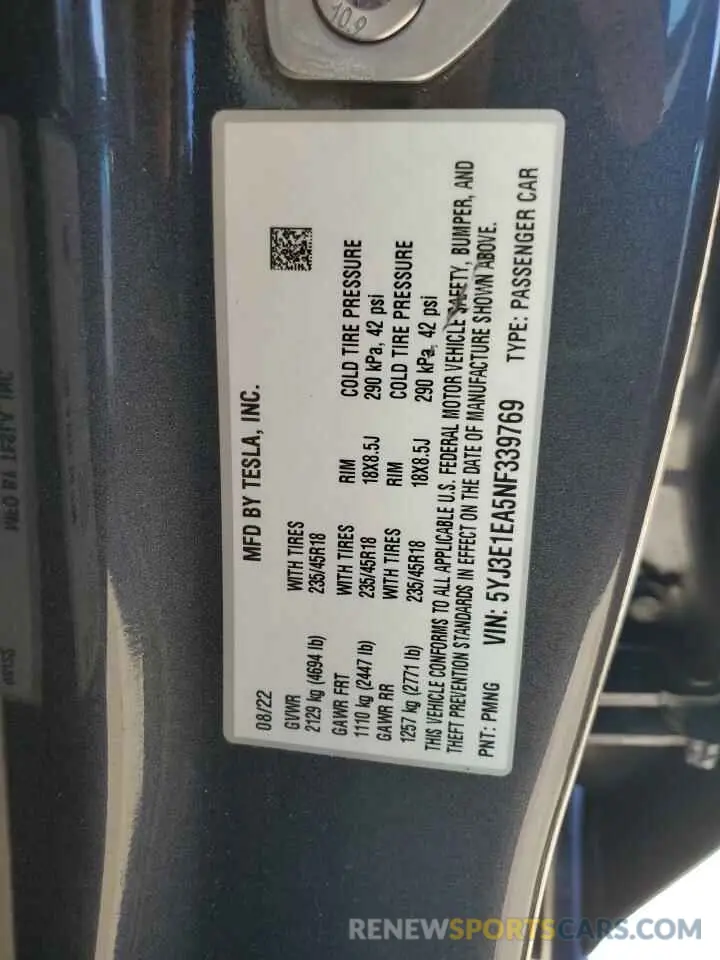 10.9
MFD BY TESLA, INC.
08/22
GVWR
2129 kg (4694 lb)
WITH TIRES
235/45R18
GAWR FRT WITH TIRES RIM COLD TIRE PRESSURE
1110 kg (2447 lb) 235/45R18 18X8.5J 290 kPa, 42 psi
GAWR RR WITH TIRES RIM COLD TIRE PRESSURE
1257 kg (2771 lb) 235/45R18 18X8.5J 290 kPa, 42 psi
THIS VEHICLE CONFORMS TO ALL APPLICABLE U.S. FEDERAL MOTOR VEHICLE SAFETY, BUMPER, AND
THEFT PREVENTION STANDARDS IN EFFECT ON THE DATE OF MANUFACTURE SHOWN ABOVE.
PNT: PMNG VIN: 5YJ3E1EA5NF339769 TYPE: PASSENGER CAR
RENEWSPORTSCARS.COM